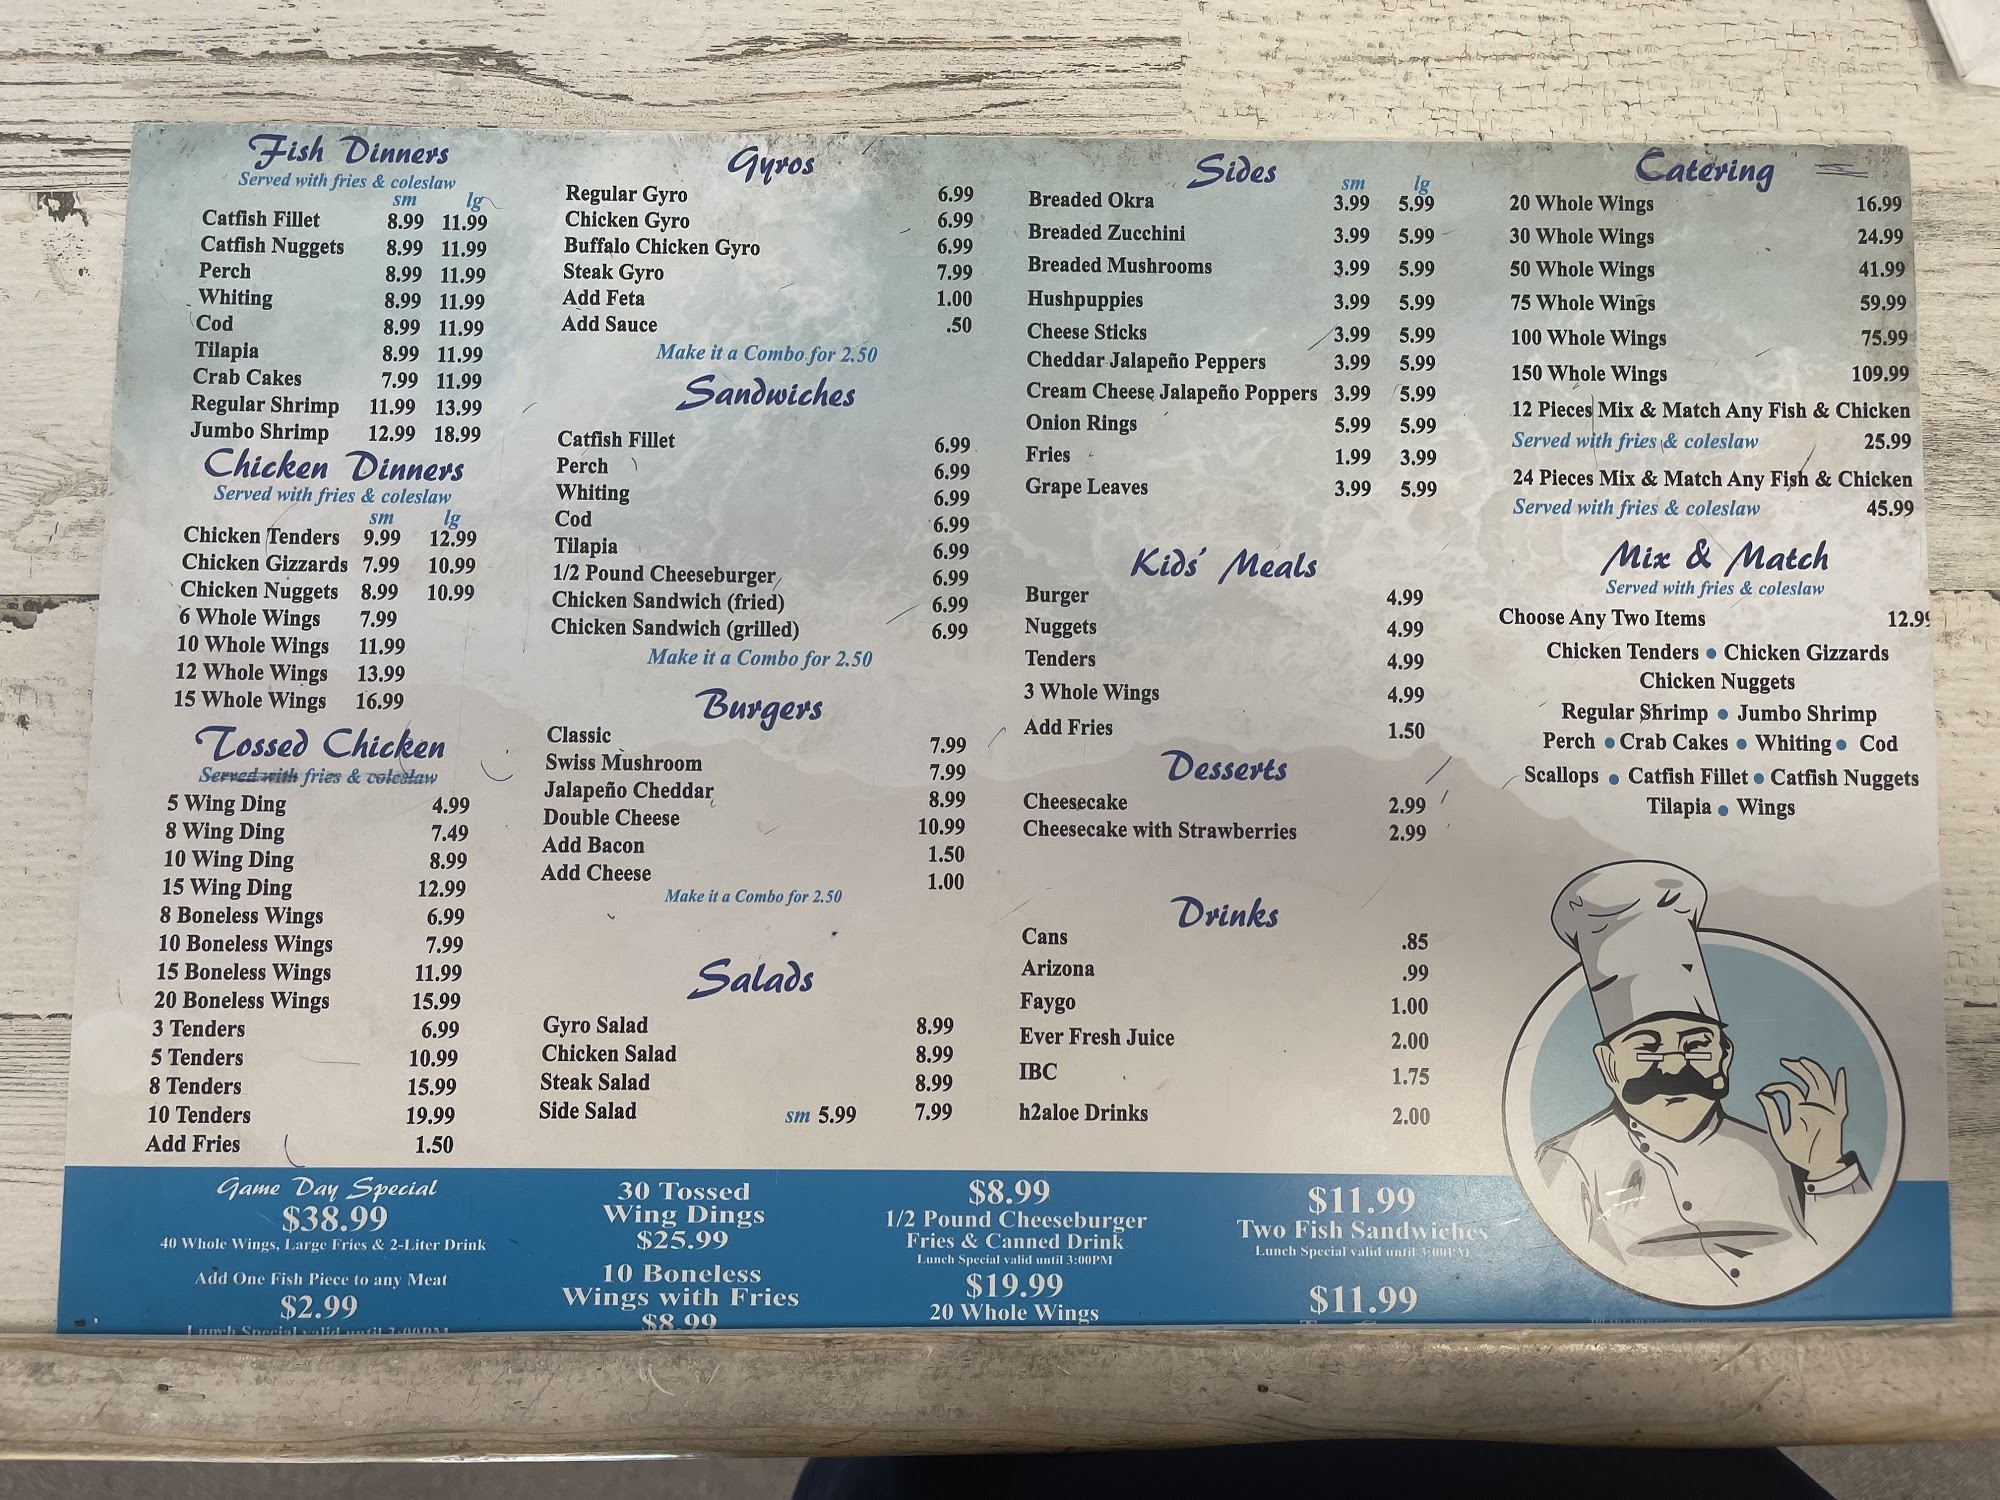 Fish Dinners
Served with fries & coleslaw
sm lg
Catfish Fillet 8.99 11.99
Catfish Nuggets 8.99 11.99
Perch 8.99 11.99
Whiting 8.99 11.99
Cod 8.99 11.99
Tilapia 8.99 11.99
Crab Cakes 7.99 11.99
Regular Shrimp 11.99 13.99
Jumbo Shrimp 12.99 18.99
Chicken Dinners
Served with fries & coleslaw
sm lg
Chicken Tenders 9.99 12.99
Chicken Gizzards 7.99 10.99
Chicken Nuggets 8.99 10.99
6 Whole Wings 7.99
10 Whole Wings 11.99
12 Whole Wings 13.99
15 Whole Wings 16.99
Tossed Chicken
Served with fries & coleslaw
5 Wing Ding 4.99
8 Wing Ding 7.49
10 Wing Ding 8.99
15 Wing Ding 12.99
8 Boneless Wings 6.99
10 Boneless Wings 7.99
15 Boneless Wings 11.99
20 Boneless Wings 15.99
3 Tenders 6.99
5 Tenders 10.99
8 Tenders 15.99
10 Tenders 19.99
Add Fries 1.50
Gyros
Regular Gyro 6.99
Chicken Gyro 6.99
Buffalo Chicken Gyro 6.99
Steak Gyro 7.99
Add Feta 1.00
Add Sauce .50
Make it a Combo for 2.50
Sandwiches
Catfish Fillet 6.99
Perch 6.99
Whiting 6.99
Cod 6.99
Tilapia 6.99
1/2 Pound Cheeseburger 6.99
Chicken Sandwich (fried) 6.99
Chicken Sandwich (grilled) 6.99
Make it a Combo for 2.50
Burgers
Classic 7.99
Swiss Mushroom 7.99
Jalapeño Cheddar 8.99
Double Cheese 10.99
Add Bacon 1.50
Add Cheese 1.00
Make it a Combo for 2.50
Salads
Gyro Salad 8.99
Chicken Salad 8.99
Steak Salad 8.99
Side Salad sm 5.99 7.99
Sides
sm lg
Breaded Okra 3.99 5.99
Breaded Zucchini 3.99 5.99
Breaded Mushrooms 3.99 5.99
Hushpuppies 3.99 5.99
Cheese Sticks 3.99 5.99
Cheddar Jalapeño Peppers 3.99 5.99
Cream Cheese Jalapeño Poppers 3.99 5.99
Onion Rings 5.99 5.99
Fries 1.99 3.99
Grape Leaves 3.99 5.99
Kids' Meals
Burger 4.99
Nuggets 4.99
Tenders 4.99
3 Whole Wings 4.99
Add Fries 1.50
Desserts
Cheesecake 2.99
Cheesecake with Strawberries 2.99
Drinks
Cans .85
Arizona .99
Faygo 1.00
Ever Fresh Juice 2.00
IBC 1.75
h2aloe Drinks 2.00
Catering
20 Whole Wings 16.99
30 Whole Wings 24.99
50 Whole Wings 41.99
75 Whole Wings 59.99
100 Whole Wings 75.99
150 Whole Wings 109.99
12 Pieces Mix & Match Any Fish & Chicken
Served with fries & coleslaw 25.99
24 Pieces Mix & Match Any Fish & Chicken
Served with fries & coleslaw 45.99
Mix & Match
Served with fries & coleslaw
Choose Any Two Items 12.99
Chicken Tenders • Chicken Gizzards
Chicken Nuggets
Regular Shrimp • Jumbo Shrimp
Perch • Crab Cakes • Whiting • Cod
Scallops • Catfish Fillet • Catfish Nuggets
Tilapia • Wings
Game Day Special
$38.99
40 Whole Wings, Large Fries & 2-Liter Drink
Add One Fish Piece to any Meat
$2.99
Lunch Special valid until 3:00PM
30 Tossed
Wing Dings
$25.99
10 Boneless
Wings with Fries
$8.99
$8.99
1/2 Pound Cheeseburger
Fries & Canned Drink
Lunch Special valid until 3:00PM
$19.99
20 Whole Wings
$11.99
Two Fish Sandwiches
Lunch Special valid until 3:00PM
$11.99